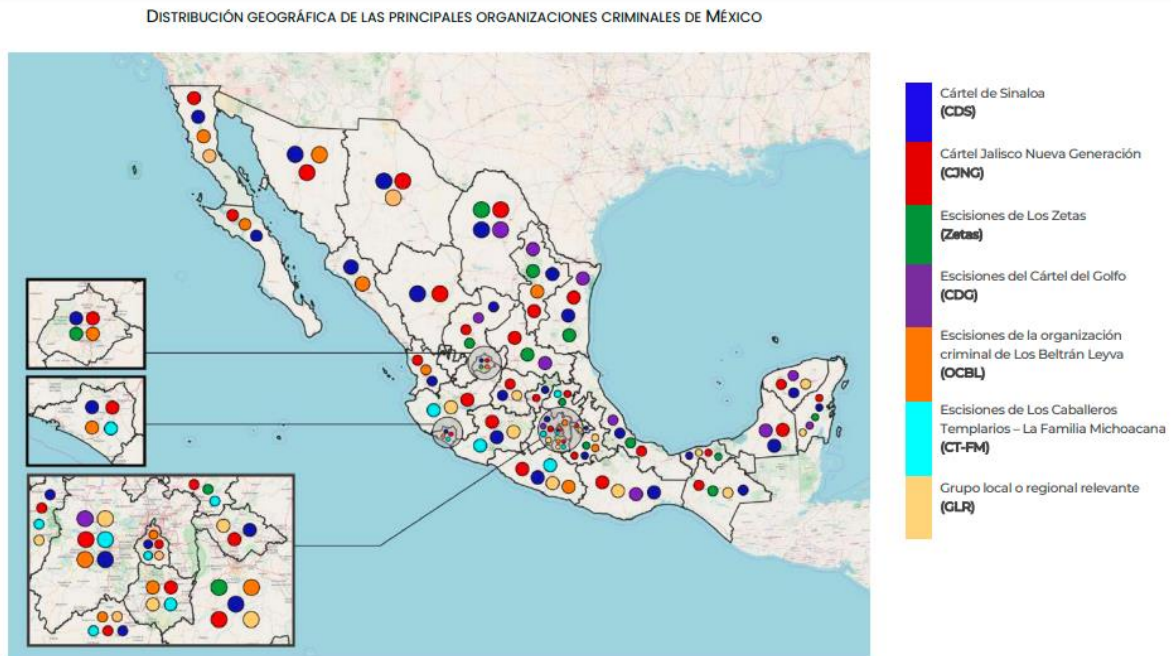 DISTRIBUCIÓN GEOGRÁFICA DE LAS PRINCIPALES ORGANIZACIONES CRIMINALES DE MÉXICO
Cártel de Sinaloa
(CDS)
Cártel Jalisco Nueva Generación
(CJNG)
Escisiones de Los Zetas
(Zetas)
Escisiones del Cártel del Golfo
(CDG)
Escisiones de la organización
criminal de Los Beltrán Leyva
(OCBL)
Escisiones de Los Caballeros
Templarios – La Familia Michoacana
(CT-FM)
Grupo local o regional relevante
(GLR)